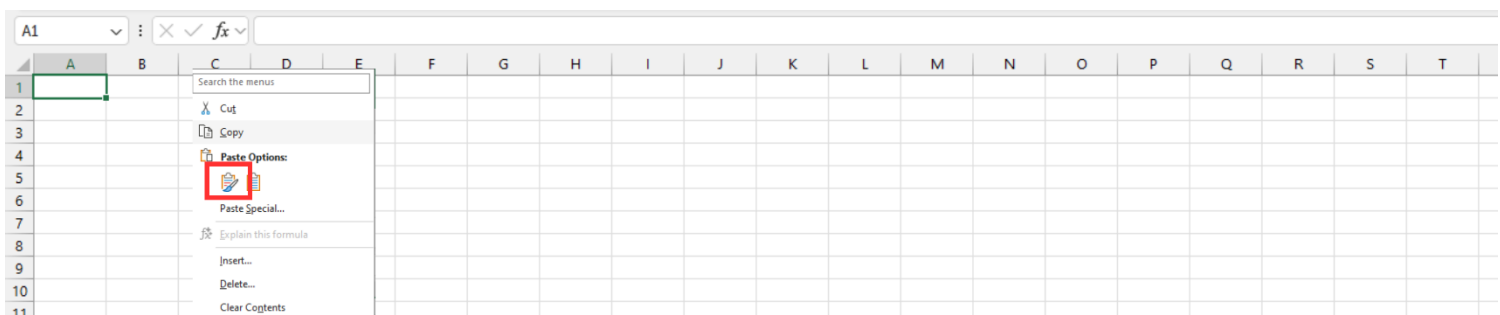 A1 fx
A B C D E F G H I J K L M N O P Q R S T
1
Search the menus
2
Cut
3
Copy
4
Paste Options:
5
6
Paste Special...
7
Explain this formula
8
9
Insert...
10
Delete...
11
Clear Contents